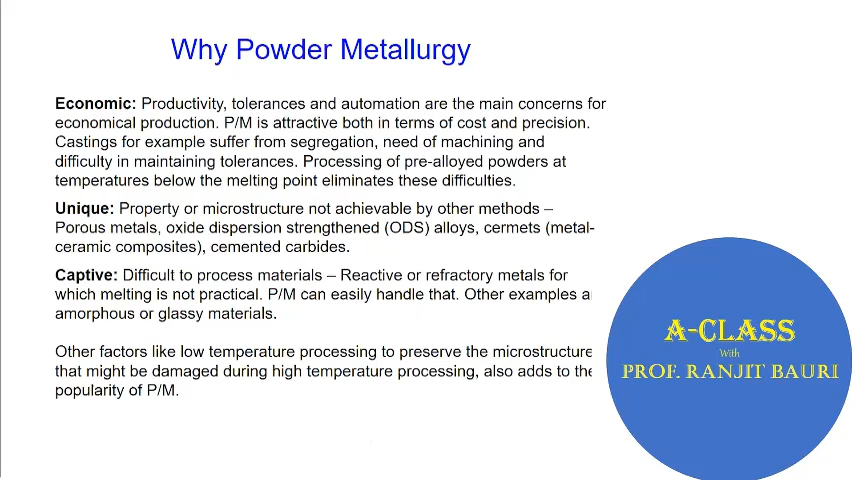 Why Powder Metallurgy
Economic: Productivity, tolerances and automation are the main concerns for
economical production. P/M is attractive both in terms of cost and precision.
Castings for example suffer from segregation, need of machining and
difficulty in maintaining tolerances. Processing of pre-alloyed powders at
temperatures below the melting point eliminates these difficulties.
Unique: Property or microstructure not achievable by other methods –
Porous metals, oxide dispersion strengthened (ODS) alloys, cermets (metal-
ceramic composites), cemented carbides.
Captive: Difficult to process materials – Reactive or refractory metals for
which melting is not practical. P/M can easily handle that. Other examples
amorphous or glassy materials.
Other factors like low temperature processing to preserve the microstructure
that might be damaged during high temperature processing, also adds to the
popularity of P/M.
A-CLASS
With
PROF. RANJIT BAURI